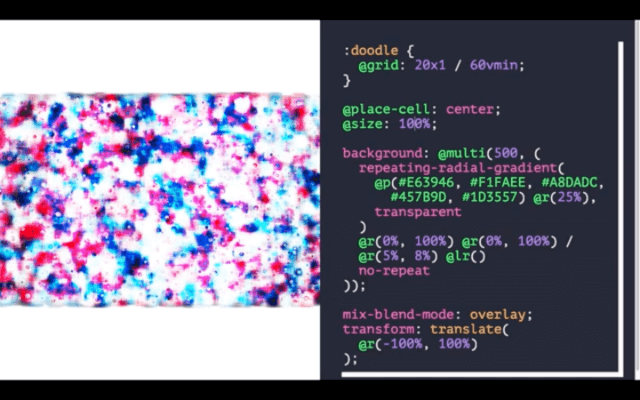 :doodle {
@grid: 20x1 / 60vmin;
}
@place-cell: center;
@size: 100%;
background: @multi(500, (
repeating-radial-gradient(
@p(#E63946, #F1FAEE, #A8DADC,
#457B9D, #1D3557) @r(25%),
transparent
)
@r(0%, 100%) @r(0%, 100%) /
@r(5%, 8%) @lr()
no-repeat
));
mix-blend-mode: overlay;
transform: translate(
@r(-100%, 100%)
);